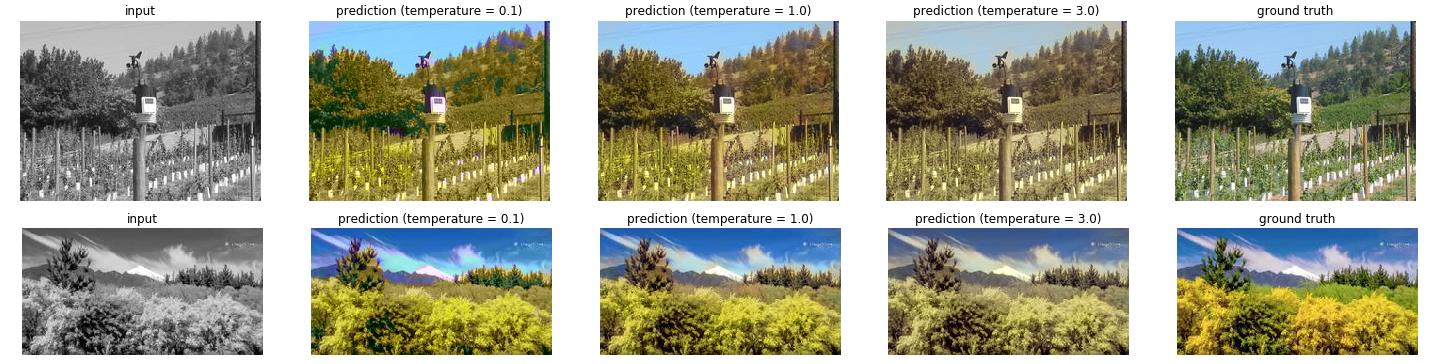 input prediction (temperature = 0.1) prediction (temperature = 1.0) prediction (temperature = 3.0) ground truth
input prediction (temperature = 0.1) prediction (temperature = 1.0) prediction (temperature = 3.0) ground truth